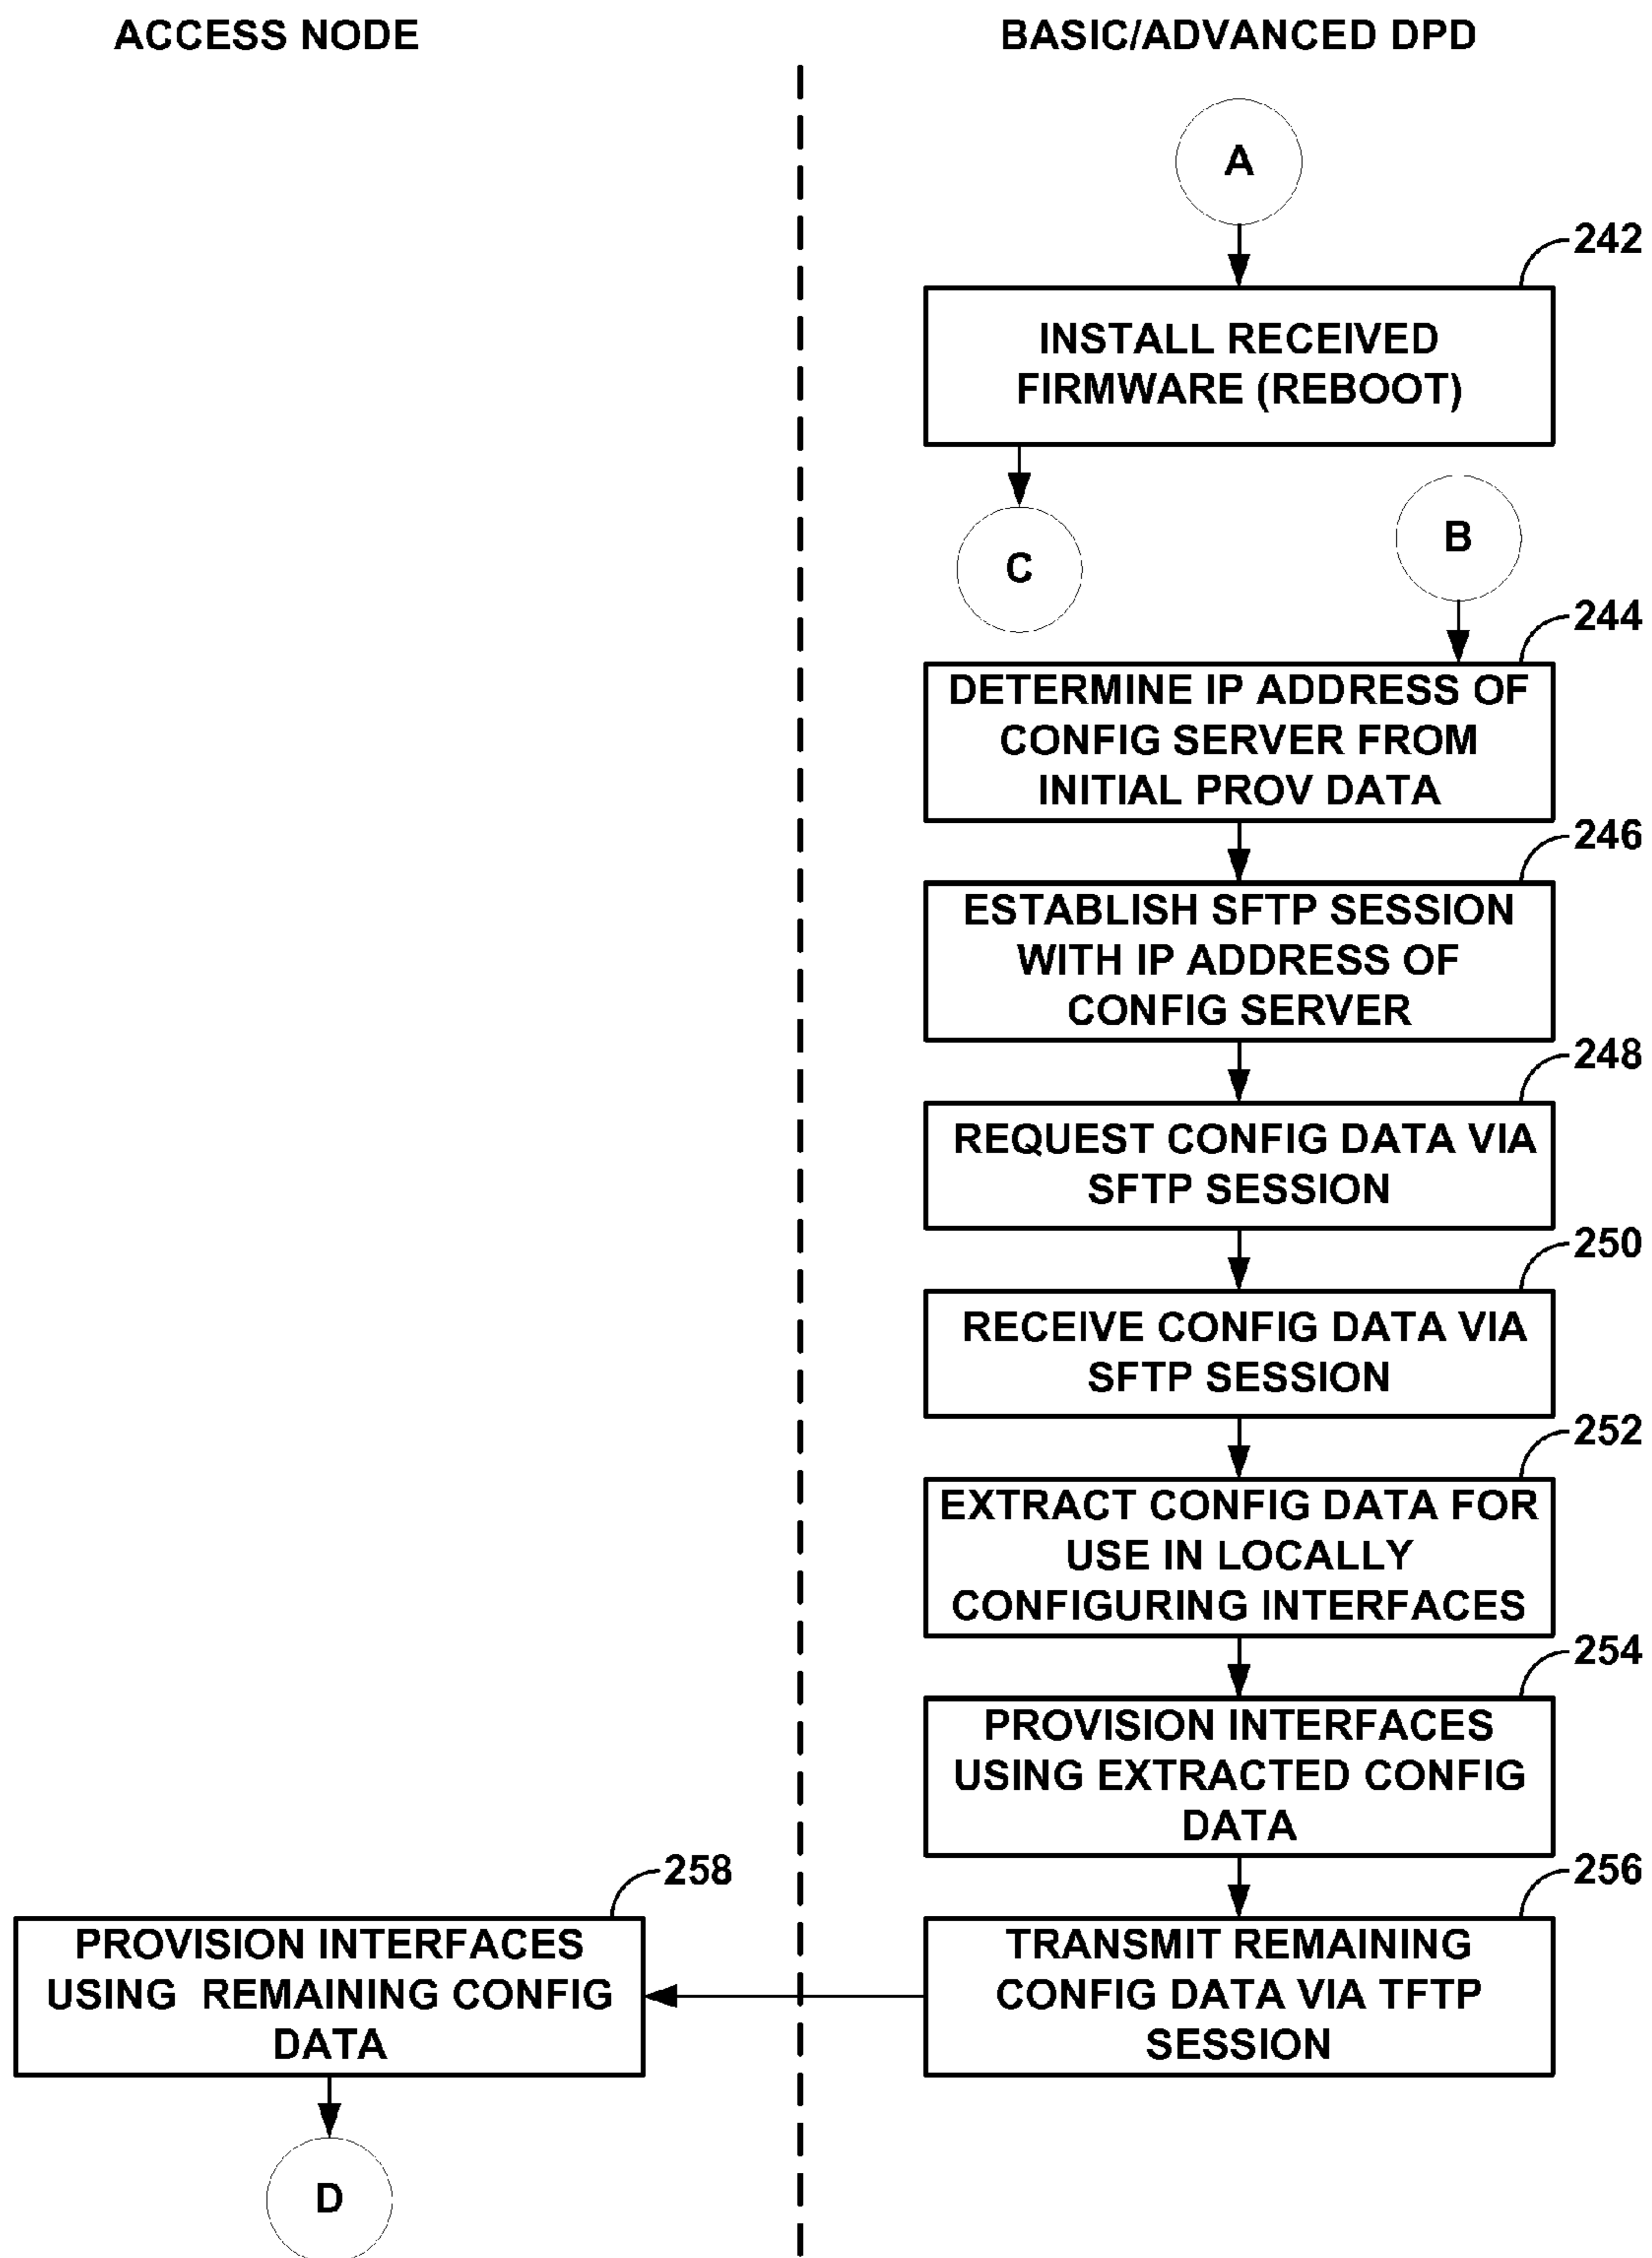 ACCESS NODE
BASIC/ADVANCED DPD
A
242
INSTALL RECEIVED
FIRMWARE (REBOOT)
C
B
244
DETERMINE IP ADDRESS OF
CONFIG SERVER FROM
INITIAL PROV DATA
246
ESTABLISH SFTP SESSION
WITH IP ADDRESS OF
CONFIG SERVER
248
REQUEST CONFIG DATA VIA
SFTP SESSION
250
RECEIVE CONFIG DATA VIA
SFTP SESSION
252
EXTRACT CONFIG DATA FOR
USE IN LOCALLY
CONFIGURING INTERFACES
254
PROVISION INTERFACES
USING EXTRACTED CONFIG
DATA
256
TRANSMIT REMAINING
CONFIG DATA VIA TFTP
SESSION
258
PROVISION INTERFACES
USING REMAINING CONFIG
DATA
D